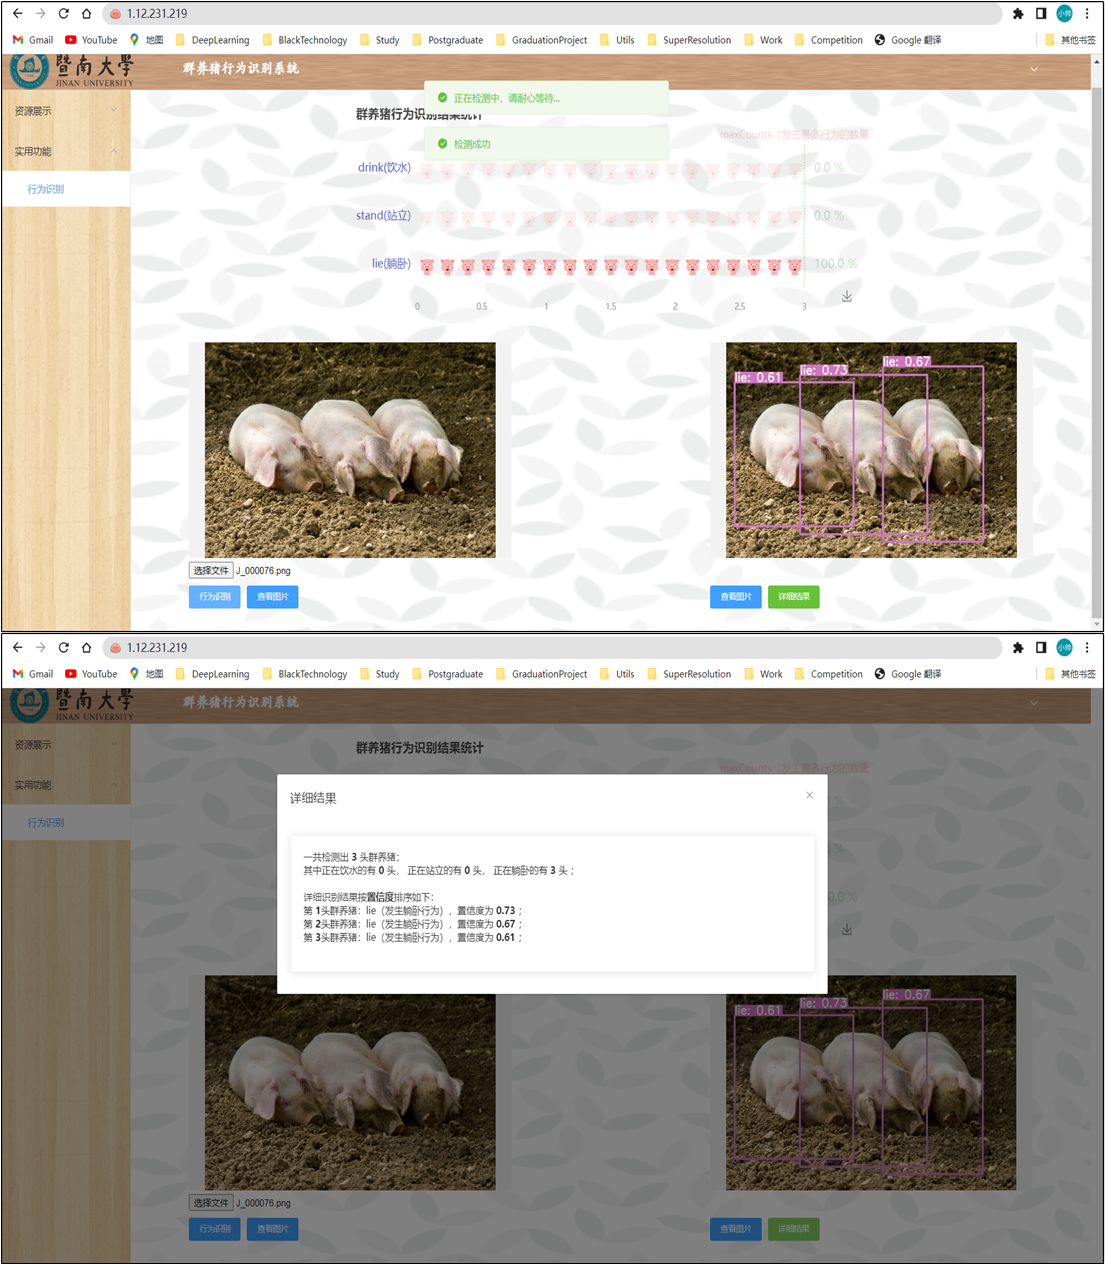 1.12.231.219
小帅
Gmail YouTube 地图 DeepLearning BlackTechnology Study Postgraduate GraduationProject Utils SuperResolution Work Competition Google 翻译 其他书签
暨南大学
JINAN UNIVERSITY
群养猪行为识别系统
资源展示
实用功能
行为识别
正在检测中，请耐心等待...
群养猪行为识别结果统计
检测成功
maxCounts（发生最多行为的数量
drink(饮水) 0.0 %
stand(站立) 0.0 %
lie(躺卧) 100.0 %
0 0.5 1 1.5 2 2.5 3
lie: 0.61
lie: 0.73
lie: 0.67
选择文件 J_000076.png
行为识别 查看图片 查看图片 详细结果
1.12.231.219
小帅
Gmail YouTube 地图 DeepLearning BlackTechnology Study Postgraduate GraduationProject Utils SuperResolution Work Competition Google 翻译 其他书签
暨南大学
JINAN UNIVERSITY
群养猪行为识别系统
资源展示
实用功能
行为识别
群养猪行为识别结果统计
maxCounts（发生最多行为的数量
详细结果
一共检测出 3 头群养猪；
其中正在饮水的有 0 头， 正在站立的有 0 头， 正在躺卧的有 3 头；
详细识别结果按置信度排序如下：
第 1头群养猪：lie（发生躺卧行为），置信度为 0.73；
第 2头群养猪：lie（发生躺卧行为），置信度为 0.67；
第 3头群养猪：lie（发生躺卧行为），置信度为 0.61；
lie: 0.61
lie: 0.73
lie: 0.67
选择文件 J_000076.png
行为识别 查看图片 查看图片 详细结果